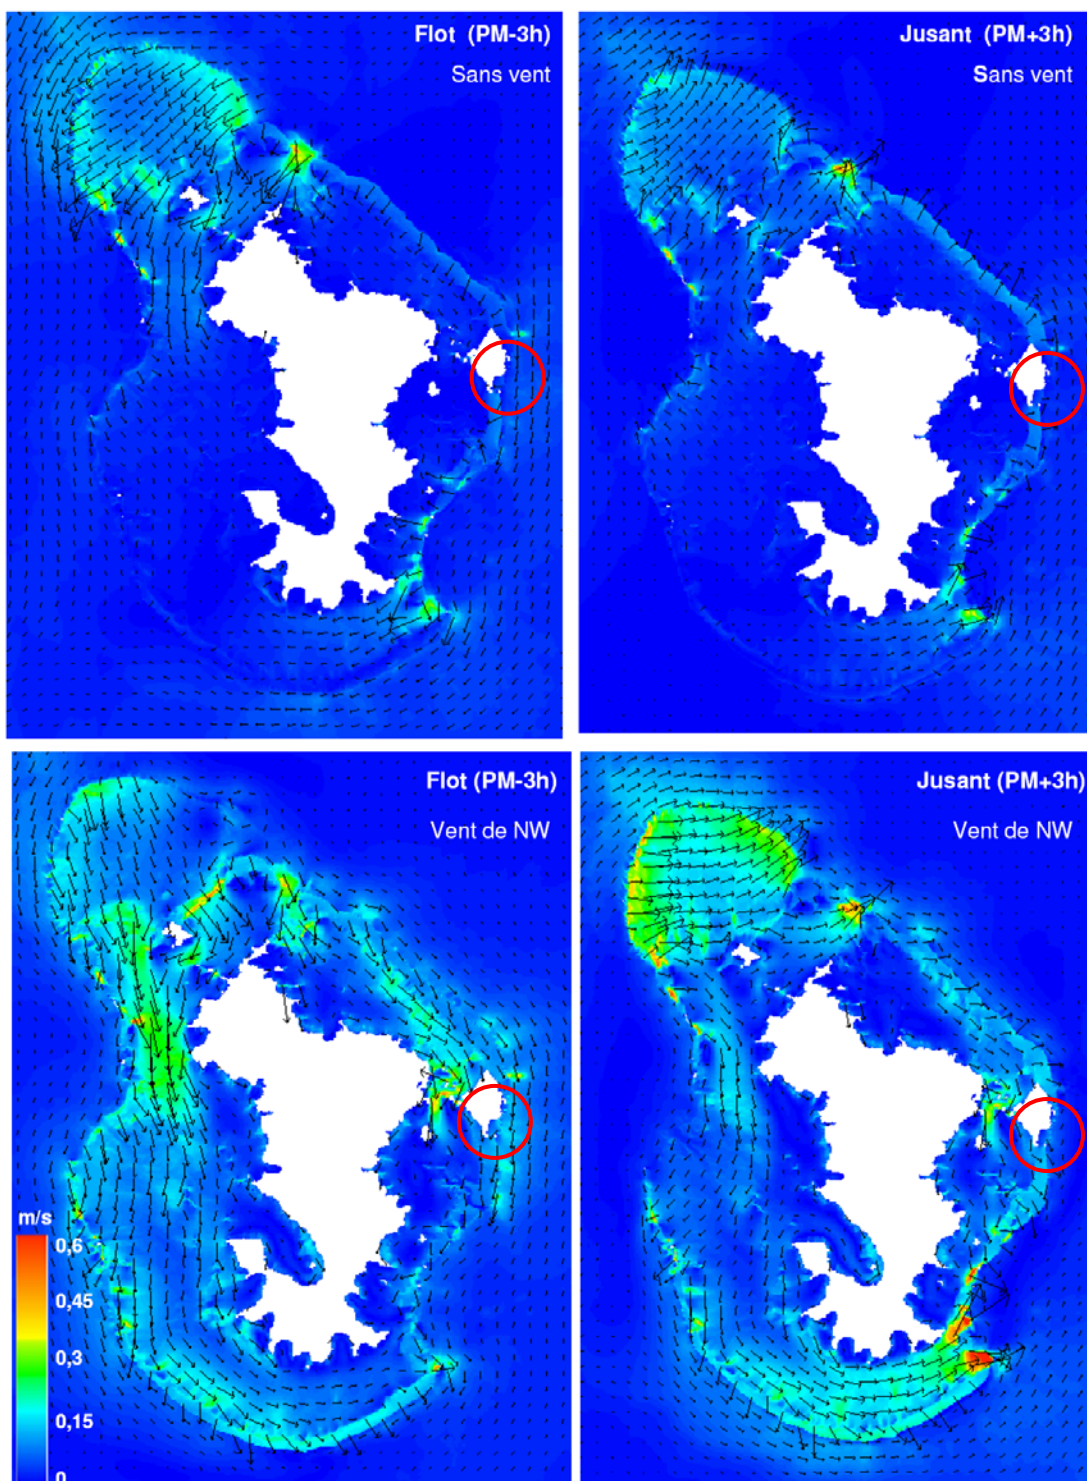 Flot (PM-3h)
Sans vent
Jusant (PM+3h)
Sans vent
Flot (PM-3h)
Vent de NW
Jusant (PM+3h)
Vent de NW
m/s
0,6
0,45
0,3
0,15
0